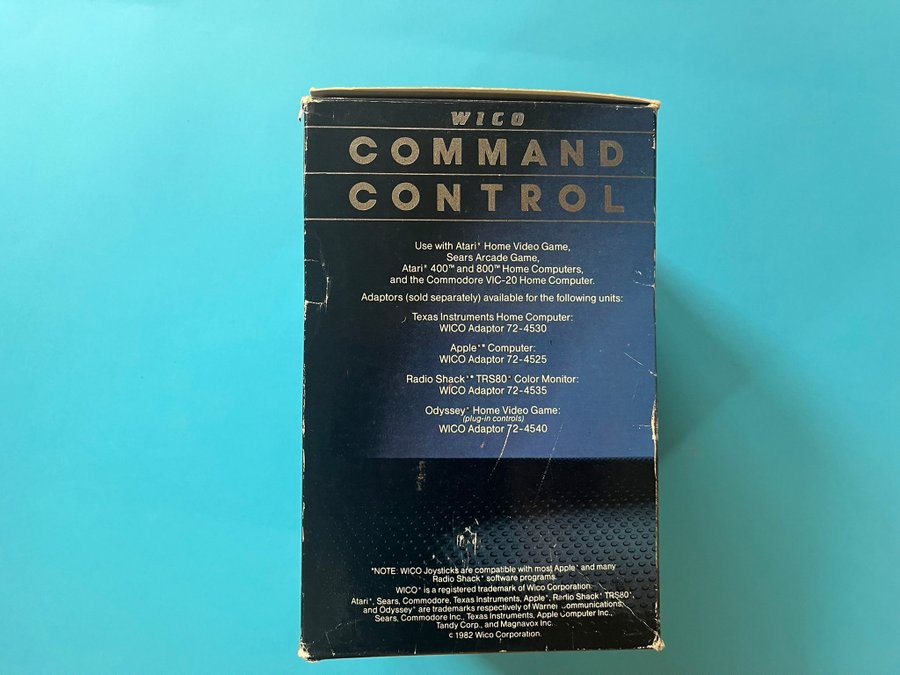 WICO
COMMAND
CONTROL
Use with Atari* Home Video Game,
Sears Arcade Game,
Atari* 400™ and 800™ Home Computers,
and the Commodore VIC-20 Home Computer.
Adaptors (sold separately) available for the following units:
Texas Instruments Home Computer:
WICO Adaptor 72-4530
Apple** Computer:
WICO Adaptor 72-4525
Radio Shack** TRS80* Color Monitor:
WICO Adaptor 72-4535
Odyssey* Home Video Game:
(plug-in controls)
WICO Adaptor 72-4540
*NOTE: WICO Joysticks are compatible with most Apple* and many
Radio Shack* software programs.
WICO* is a registered trademark of Wico Corporation.
Atari*, Sears, Commodore, Texas Instruments, Apple*, Radio Shack* TRS80*,
and Odyssey* are trademarks respectively of Warner Communications,
Sears, Commodore Inc., Texas Instruments, Apple Computer Inc.,
Tandy Corp., and Magnavox Inc.
© 1982 Wico Corporation.